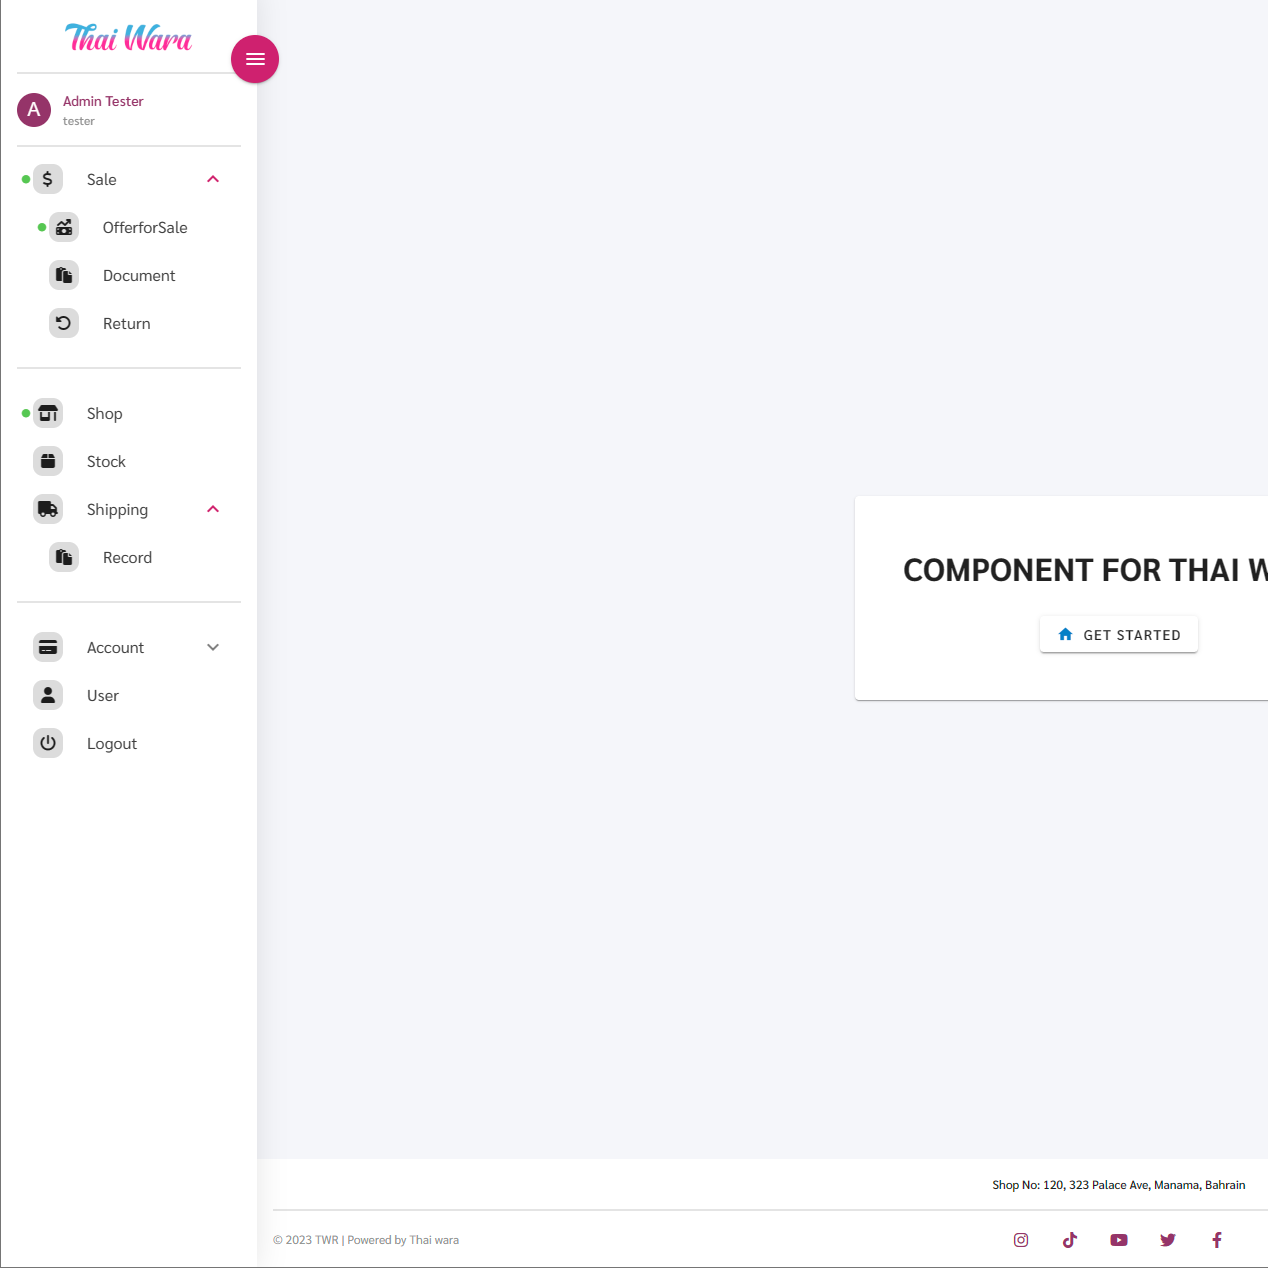 Thai Wara
A
Admin Tester
tester
Sale
OfferforSale
Document
Return
Shop
Stock
Shipping
Record
Account
User
Logout
COMPONENT FOR THAI W
GET STARTED
Shop No: 120, 323 Palace Ave, Manama, Bahrain
© 2023 TWR | Powered by Thai wara